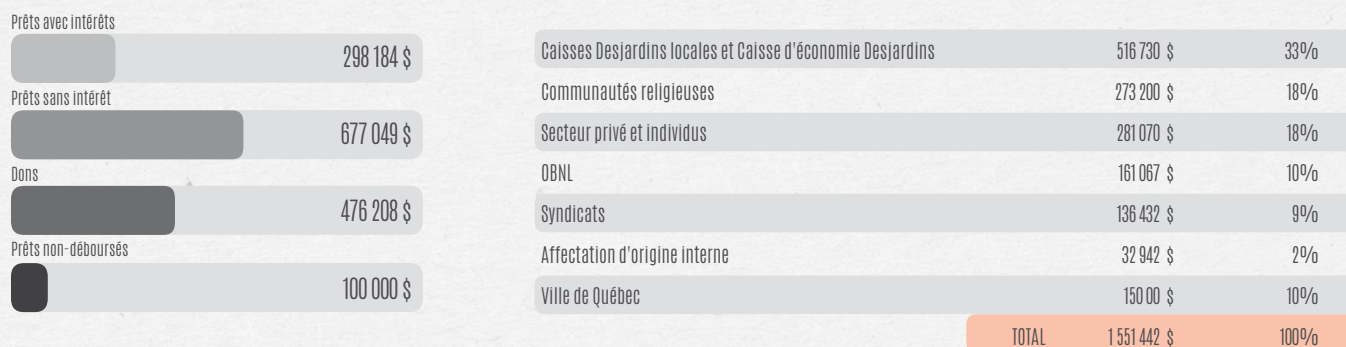 Prêts avec intérêts
298 184 $
Prêts sans intérêt
677 049 $
Dons
476 208 $
Prêts non-déboursés
100 000 $
Caisses Desjardins locales et Caisse d'économie Desjardins 516 730 $ 33%
Communautés religieuses 273 200 $ 18%
Secteur privé et individus 281 070 $ 18%
OBNL 161 067 $ 10%
Syndicats 136 432 $ 9%
Affectation d'origine interne 32 942 $ 2%
Ville de Québec 150 00 $ 10%
TOTAL 1 551 442 $ 100%